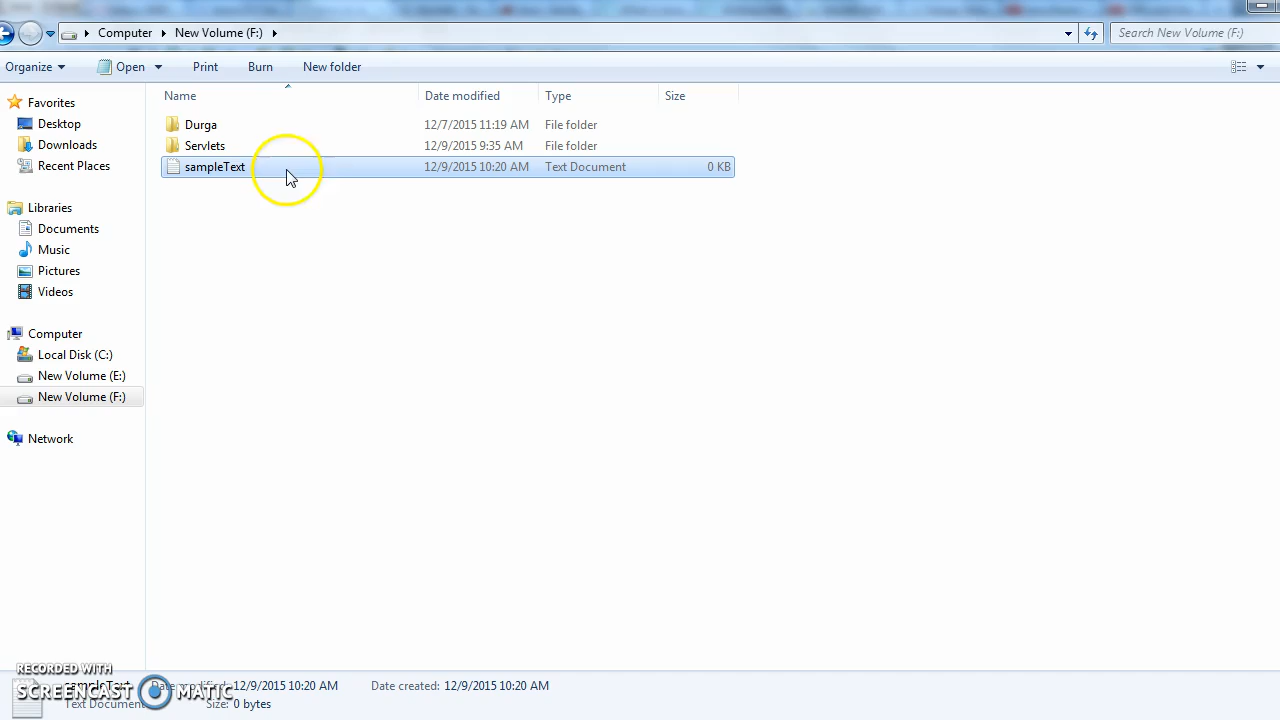 Computer New Volume (F:) Search New Volume (F:)
Organize Open Print Burn New folder
Name Date modified Type Size
Favorites
Desktop
Downloads
Recent Places
Libraries
Documents
Music
Pictures
Videos
Computer
Local Disk (C:)
New Volume (E:)
New Volume (F:)
Network
Durga 12/7/2015 11:19 AM File folder
Servlets 12/9/2015 9:35 AM File folder
sampleText 12/9/2015 10:20 AM Text Document 0 KB
RECORDED WITH
SCREENCAST MATIC
sampleText Date modified: 12/9/2015 10:20 AM Date created: 12/9/2015 10:20 AM
Text Document Size: 0 bytes